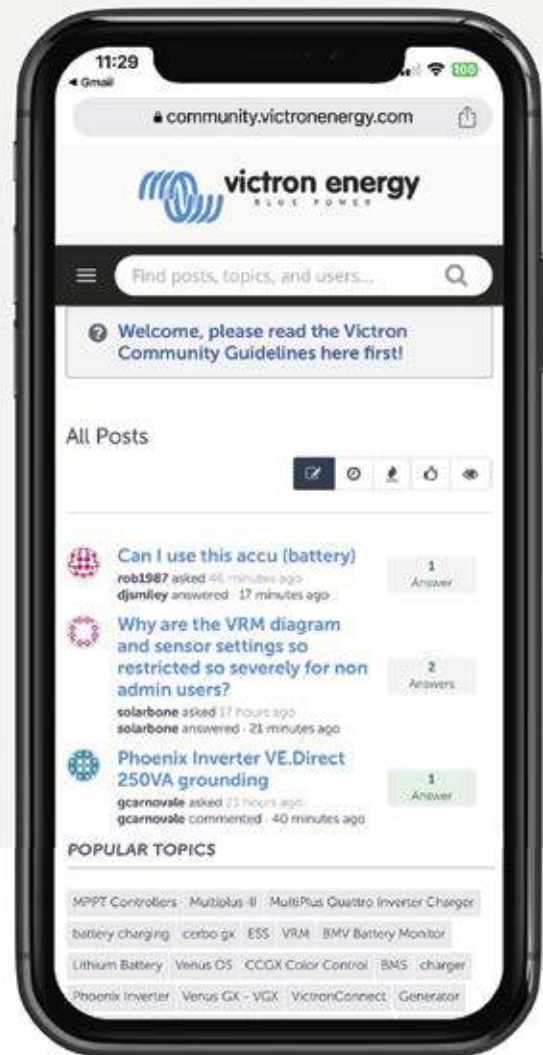 11:29
100
◄ Gmail
community.victronenergy.com
victron energy
BLUE POWER
Find posts, topics, and users...
Welcome, please read the Victron
Community Guidelines here first!
All Posts
Can I use this accu (battery)
rob1987 asked 46 minutes ago
djsmiley answered · 17 minutes ago
1
Answer
Why are the VRM diagram
and sensor settings so
restricted so severely for non
admin users?
solarbone asked 17 hours ago
solarbone answered · 21 minutes ago
2
Answers
Phoenix Inverter VE.Direct
250VA grounding
gcarnovale asked 21 hours ago
gcarnovale commented · 40 minutes ago
1
Answer
POPULAR TOPICS
MPPT Controllers Multiplus-II MultiPlus Quattro Inverter Charger
battery charging cerbo gx ESS VRM BMV Battery Monitor
Lithium Battery Venus OS CCGX Color Control BMS charger
Phoenix Inverter Venus GX - VGX VictronConnect Generator